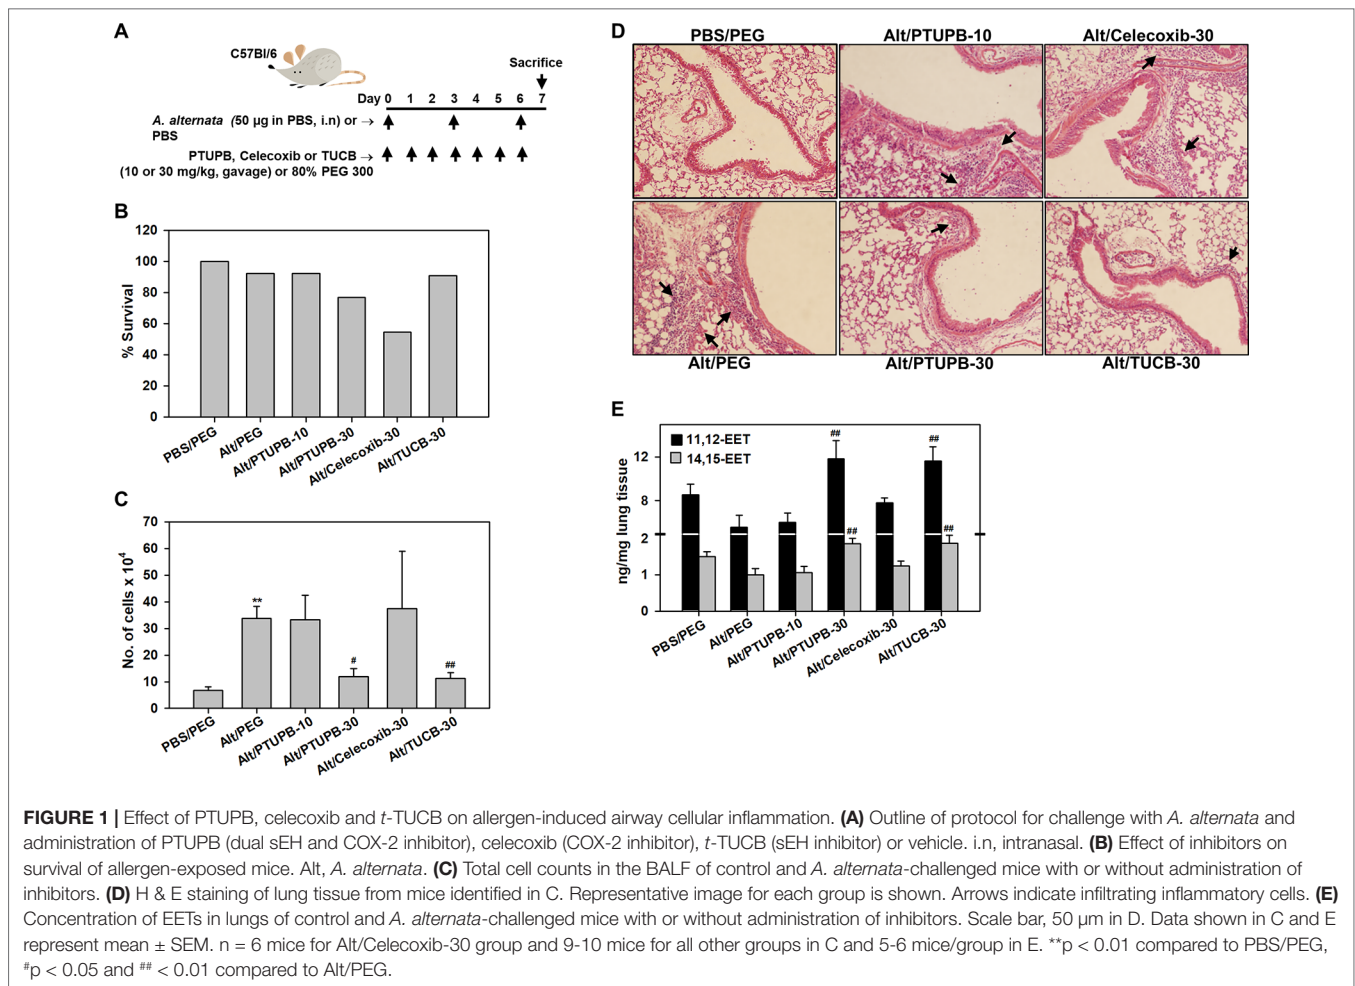 A
C57Bl/6
Sacrifice
Day 0 1 2 3 4 5 6 7
A. alternata (50 µg in PBS, i.n) or →
PBS
PTUPB, Celecoxib or TUCB →
(10 or 30 mg/kg, gavage) or 80% PEG 300
B
120
100
80
60
40
20
0
% Survival
PBS/PEG
Alt/PEG
Alt/PTUPB-10
Alt/PTUPB-30
Alt/Celecoxib-30
Alt/TUCB-30
C
70
60
50
40
30
20
10
0
No. of cells x 10⁴
**
#
##
PBS/PEG
Alt/PEG
Alt/PTUPB-10
Alt/PTUPB-30
Alt/Celecoxib-30
Alt/TUCB-30
D
PBS/PEG Alt/PTUPB-10 Alt/Celecoxib-30
Alt/PEG Alt/PTUPB-30 Alt/TUCB-30
E
11,12-EET
14,15-EET
12
8
2
1
0
ng/mg lung tissue
##
##
##
##
PBS/PEG
Alt/PEG
Alt/PTUPB-10
Alt/PTUPB-30
Alt/Celecoxib-30
Alt/TUCB-30
FIGURE 1 | Effect of PTUPB, celecoxib and t-TUCB on allergen-induced airway cellular inflammation. (A) Outline of protocol for challenge with A. alternata and
administration of PTUPB (dual sEH and COX-2 inhibitor), celecoxib (COX-2 inhibitor), t-TUCB (sEH inhibitor) or vehicle. i.n, intranasal. (B) Effect of inhibitors on
survival of allergen-exposed mice. Alt, A. alternata. (C) Total cell counts in the BALF of control and A. alternata-challenged mice with or without administration of
inhibitors. (D) H & E staining of lung tissue from mice identified in C. Representative image for each group is shown. Arrows indicate infiltrating inflammatory cells. (E)
Concentration of EETs in lungs of control and A. alternata-challenged mice with or without administration of inhibitors. Scale bar, 50 µm in D. Data shown in C and E
represent mean ± SEM. n = 6 mice for Alt/Celecoxib-30 group and 9-10 mice for all other groups in C and 5-6 mice/group in E. **p < 0.01 compared to PBS/PEG,
#p < 0.05 and ## < 0.01 compared to Alt/PEG.